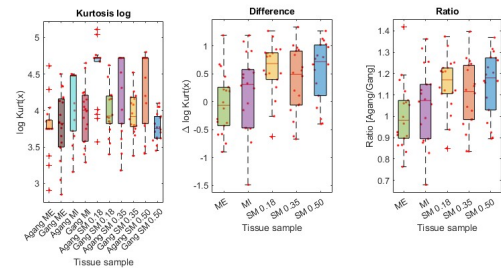 Kurtosis log
5
4.5
4
3.5
3
log Kurt(x)
Agang ME
Gang ME
Agang MI
Gang MI
Agang SM 0.18
Gang SM 0.18
Agang SM 0.35
Gang SM 0.35
Agang SM 0.50
Gang SM 0.50
Tissue sample
Difference
1
0.5
0
-0.5
-1
-1.5
Δ log Kurt(x)
ME
MI
SM 0.18
SM 0.35
SM 0.50
Tissue sample
Ratio
1.4
1.3
1.2
1.1
1
0.9
0.8
0.7
Ratio [Agang/Gang]
ME
MI
SM 0.18
SM 0.35
SM 0.50
Tissue sample